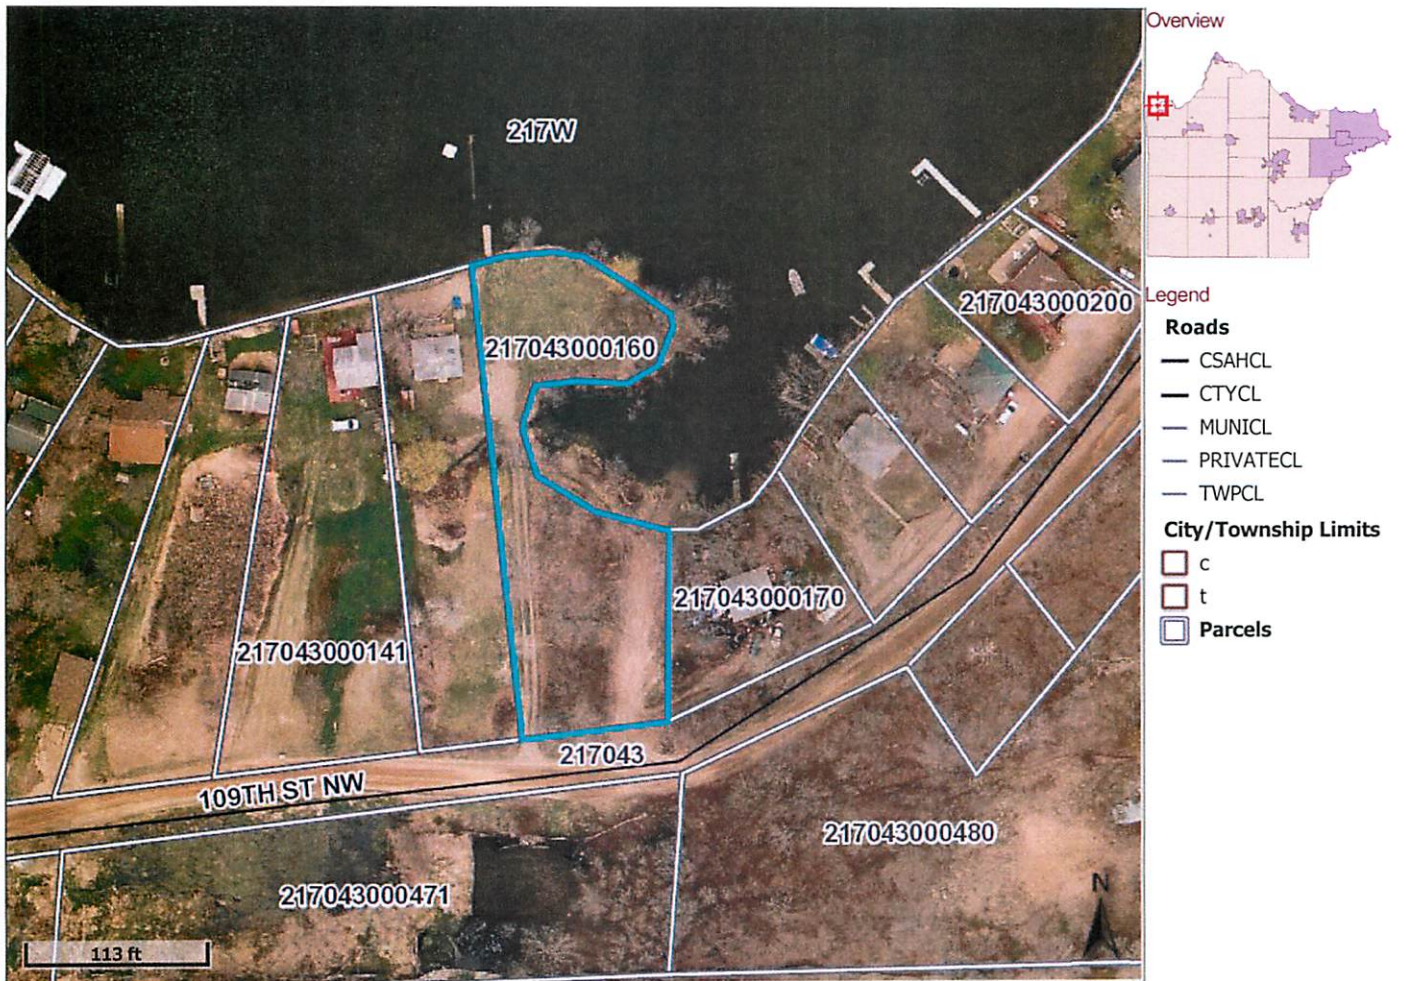 Overview
217W
217043000200
Legend
Roads
CSAHCL
CTYCL
MUNICL
PRIVATECL
TWPCL
City/Township Limits
c
t
Parcels
217043000160
217043000170
217043000141
217043
109TH ST NW
217043000480
217043000471
N
113 ft